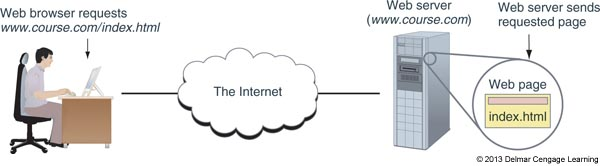 Web browser requests
www.course.com/index.html
The Internet
Web server
(www.course.com)
Web server sends
requested page
Web page
index.html
© 2013 Delmar Cengage Learning